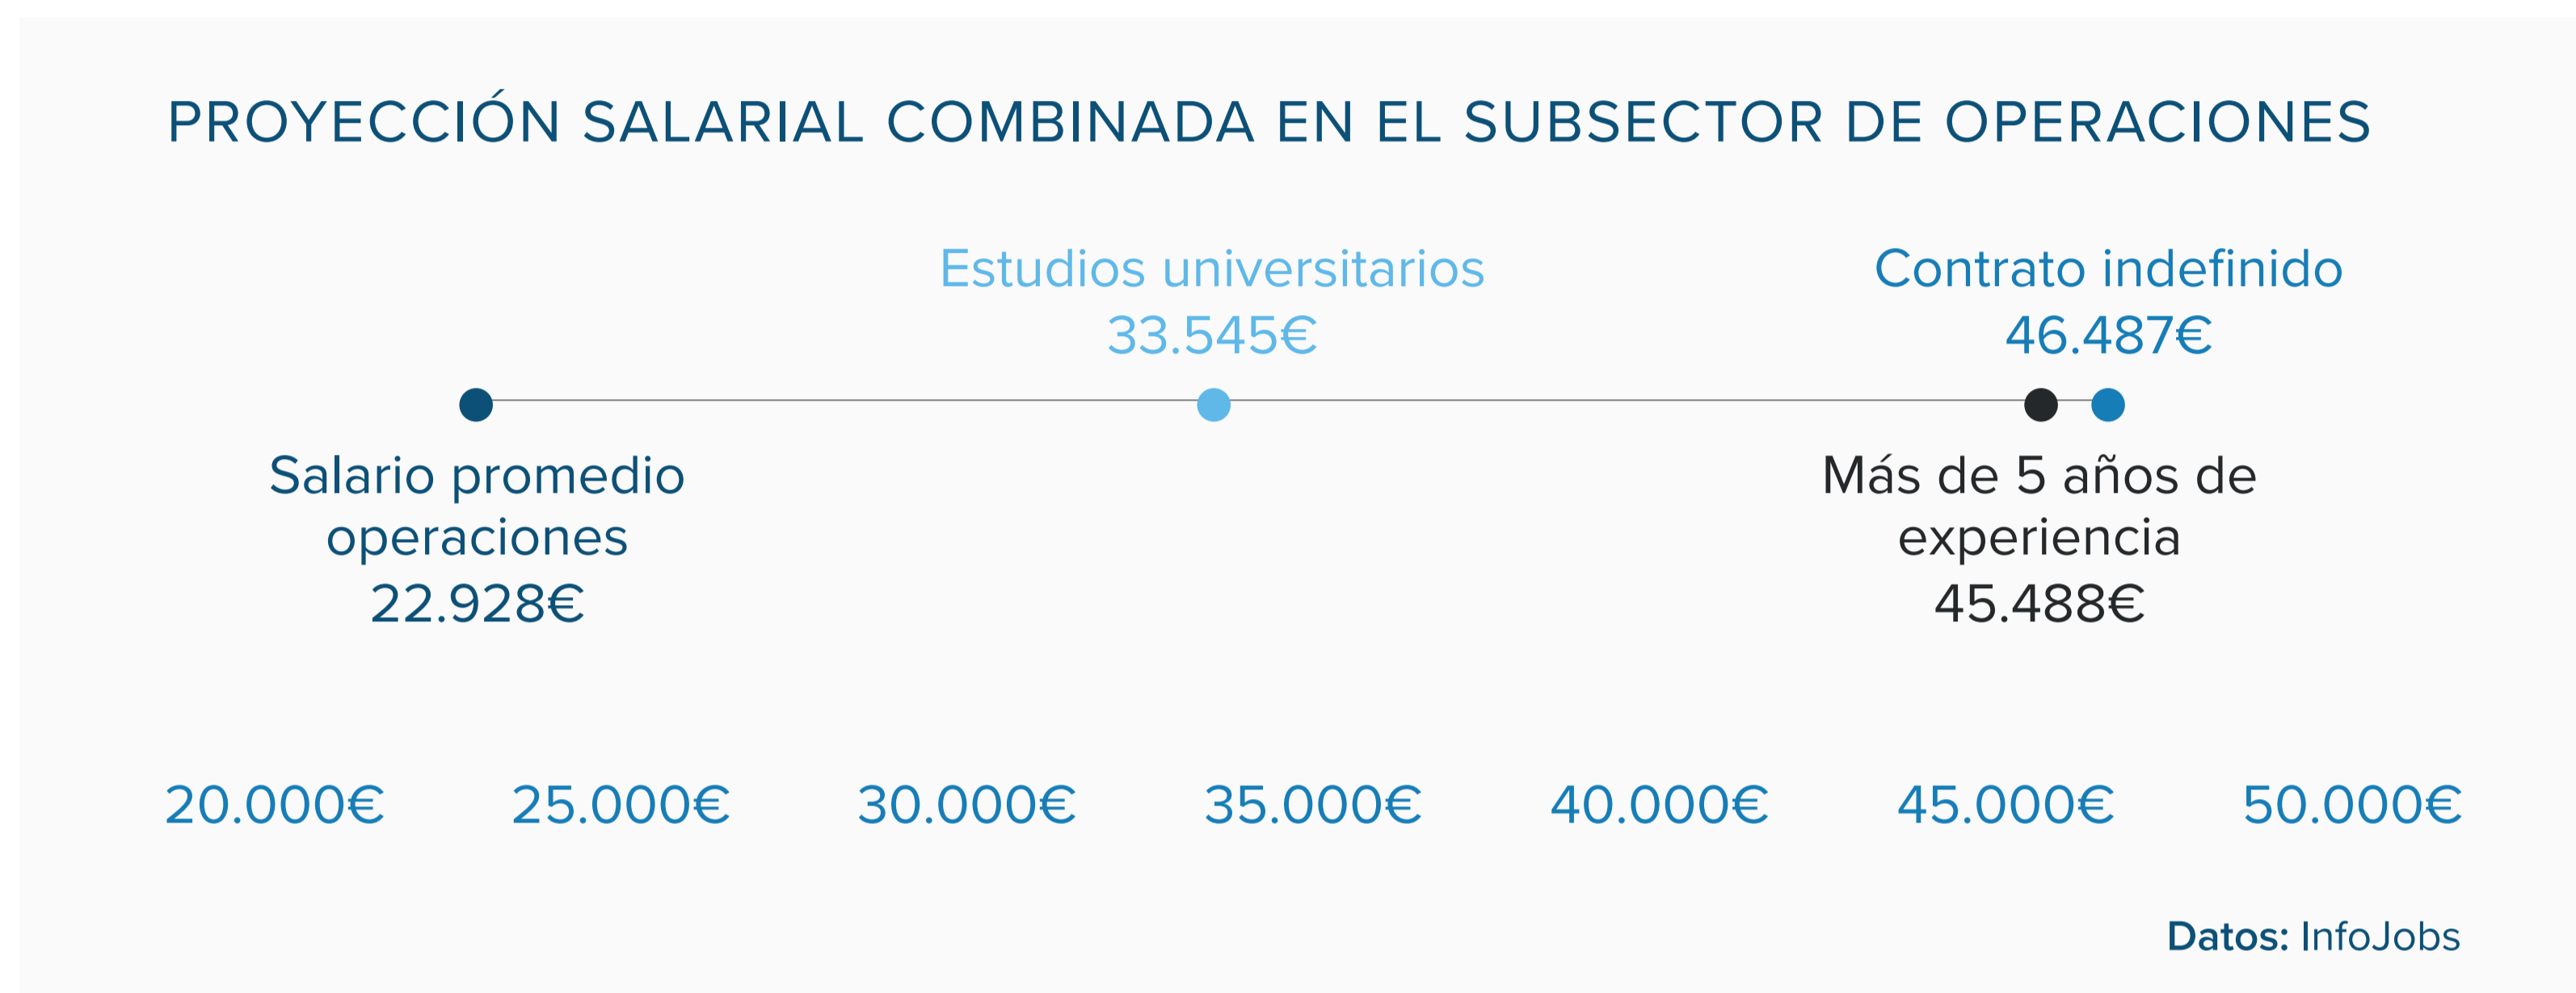 PROYECCIÓN SALARIAL COMBINADA EN EL SUBSECTOR DE OPERACIONES
Estudios universitarios
33.545€
Contrato indefinido
46.487€
Salario promedio
operaciones
22.928€
Más de 5 años de
experiencia
45.488€
20.000€ 25.000€ 30.000€ 35.000€ 40.000€ 45.000€ 50.000€
Datos: InfoJobs